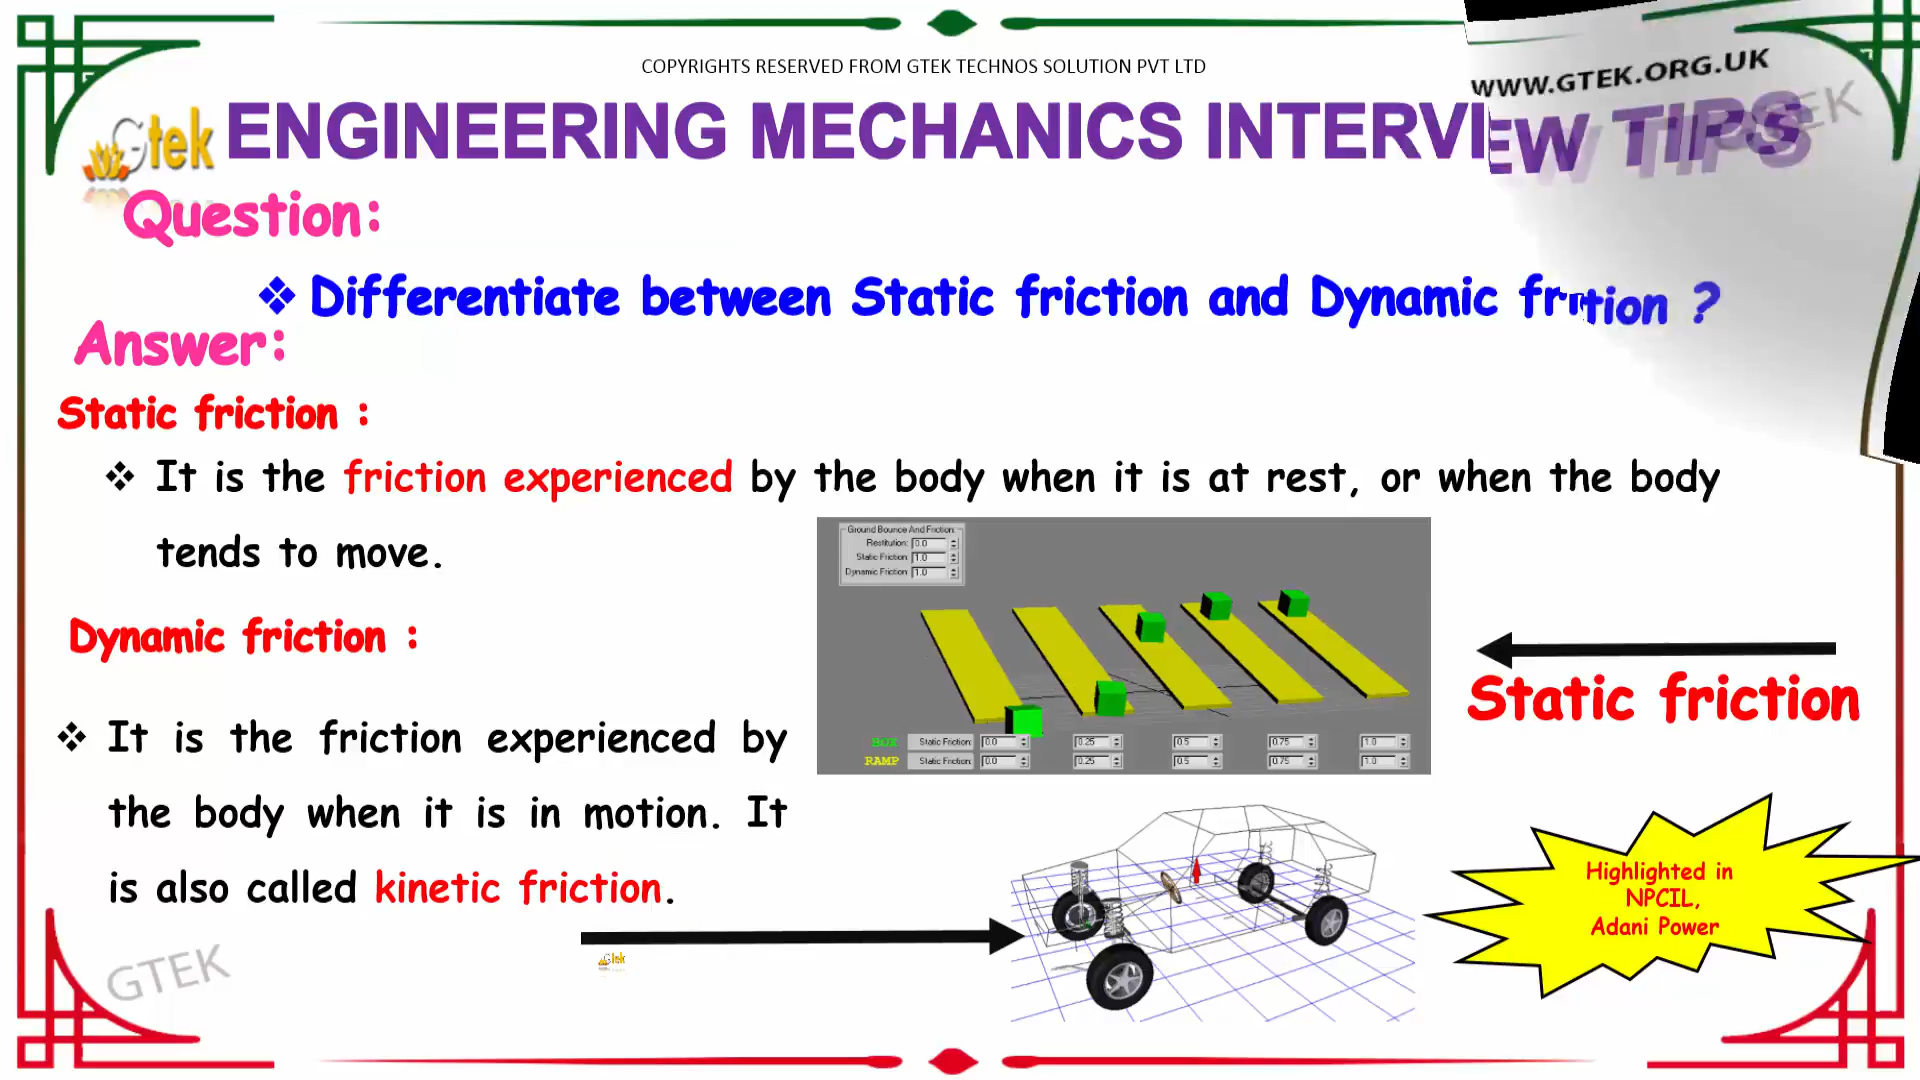 COPYRIGHTS RESERVED FROM GTEK TECHNOS SOLUTION PVT LTD
WWW.GTEK.ORG.UK
GTEK
Gtek
ENGINEERING MECHANICS INTERVIEW TIPS
Question:
❖ Differentiate between Static friction and Dynamic friction ?
Answer:
Static friction :
❖ It is the friction experienced by the body when it is at rest, or when the body
tends to move.
Ground Bounce And Friction:
Restitution: 0.0
Static Friction: 1.0
Dynamic Friction: 1.0
BOX Static Friction: 0.0 0.25 0.5 0.75 1.0
RAMP Static Friction: 0.0 0.25 0.5 0.75 1.0
Static friction
Dynamic friction :
❖ It is the friction experienced by
the body when it is in motion. It
is also called kinetic friction.
Gtek
Highlighted in
NPCIL,
Adani Power
GTEK